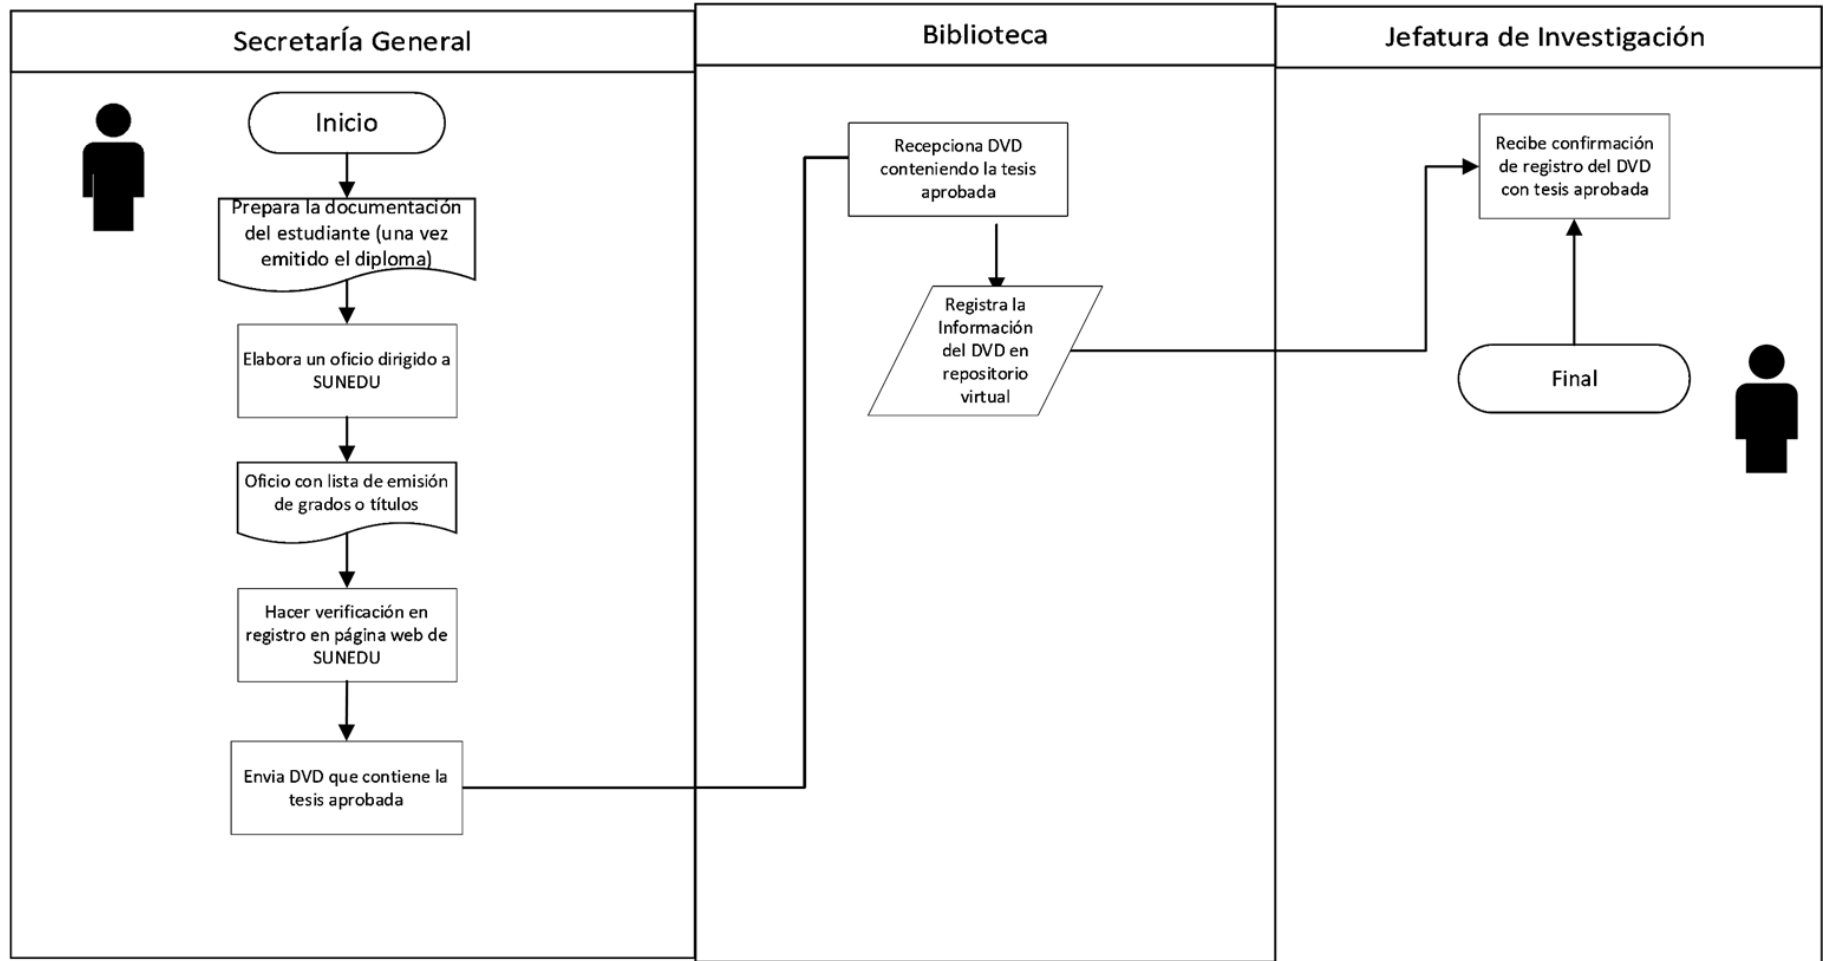 Secretaría General
Biblioteca
Jefatura de Investigación
Inicio
Prepara la documentación
del estudiante (una vez
emitido el diploma)
Elabora un oficio dirigido a
SUNEDU
Oficio con lista de emisión
de grados o títulos
Hacer verificación en
registro en página web de
SUNEDU
Envia DVD que contiene la
tesis aprobada
Recepciona DVD
conteniendo la tesis
aprobada
Registra la
Información
del DVD en
repositorio
virtual
Recibe confirmación
de registro del DVD
con tesis aprobada
Final